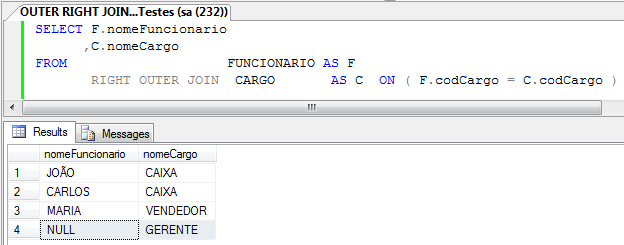 OUTER RIGHT JOIN...Testes (sa (232))
SELECT F.nomeFuncionario
,C.nomeCargo
FROM FUNCIONARIO AS F
RIGHT OUTER JOIN CARGO AS C ON ( F.codCargo = C.codCargo )
Results Messages
nomeFuncionario nomeCargo
1 JOÃO CAIXA
2 CARLOS CAIXA
3 MARIA VENDEDOR
4 NULL GERENTE